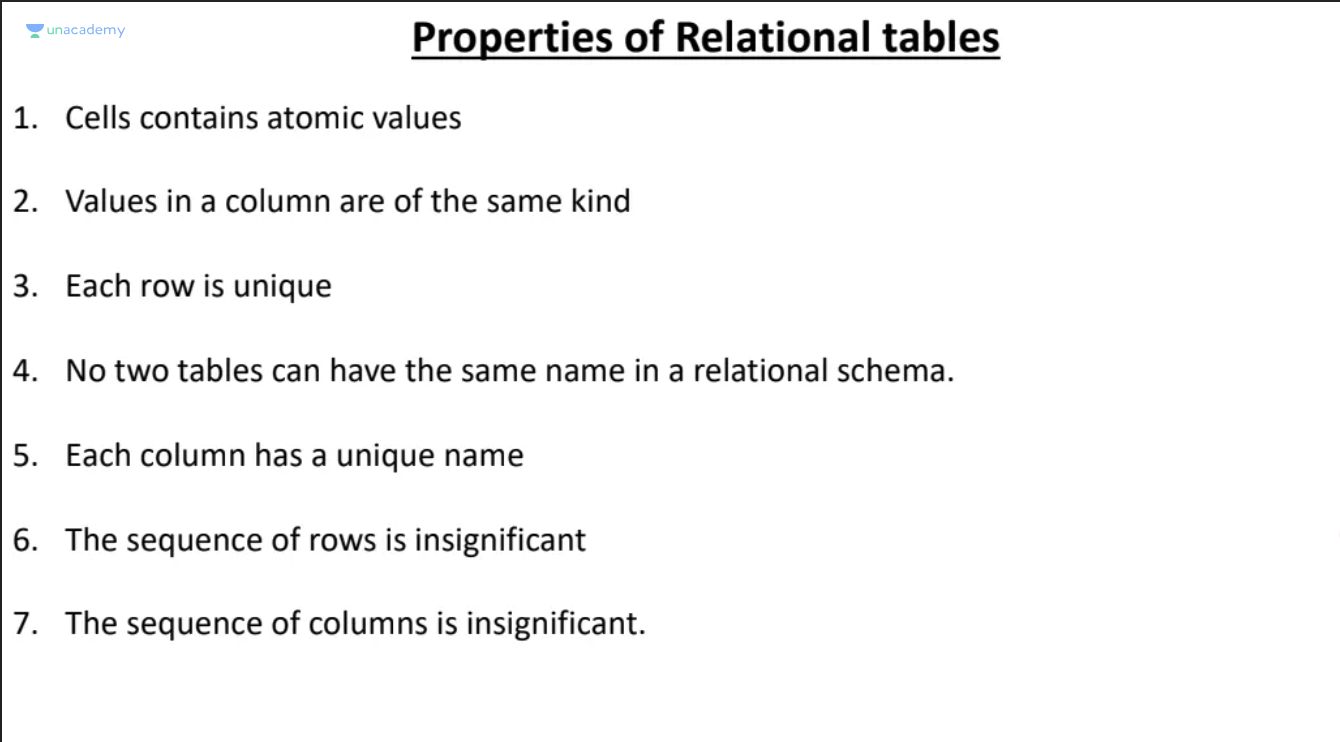 unacademy
Properties of Relational tables
1. Cells contains atomic values
2. Values in a column are of the same kind
3. Each row is unique
4. No two tables can have the same name in a relational schema.
5. Each column has a unique name
6. The sequence of rows is insignificant
7. The sequence of columns is insignificant.